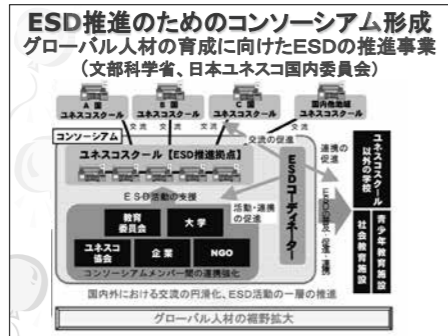 ESD推進のためのコンソーシアム形成
グローバル人材の育成に向けたESDの推進事業
(文部科学省、日本ユネスコ国内委員会)
A 国
ユネスコスクール
B 国
ユネスコスクール
C 国
ユネスコスクール
国内他地域
ユネスコスクール
交流
交流
交流
交流
コンソーシアム
交流の促進
連携の
促進
ユネスコスクール【ESD推進拠点】
ESD活動の支援
活動・連携
の促進
ESDコーディネーター
ユネスコスクール
以外の学校
教育
委員会
大学
ユネスコ
協会
企業
NGO
コンソーシアムメンバー間の連携強化
社会教育施設
青少年教育施設
国内外における交流の円滑化、ESD活動の一層の推進
グローバル人材の裾野拡大